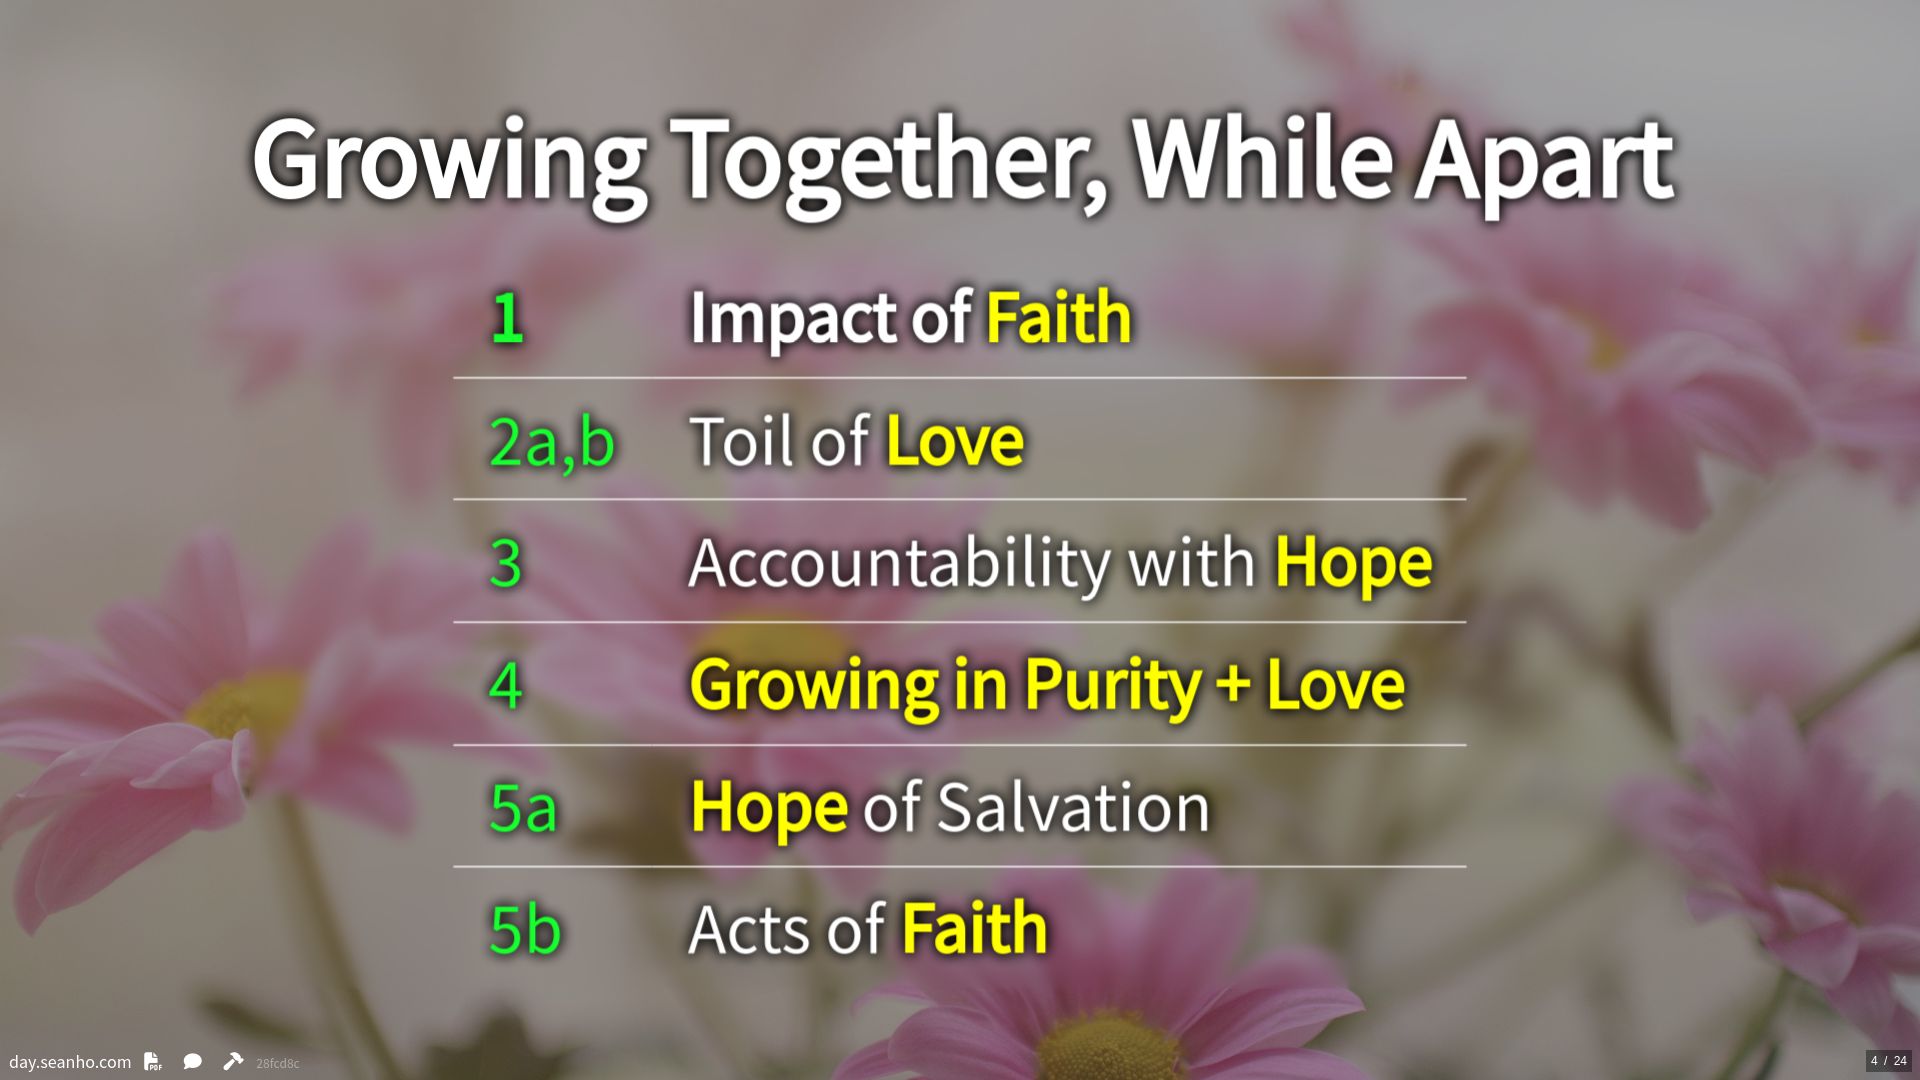 Growing Together, While Apart
1 Impact of Faith
2a,b Toil of Love
3 Accountability with Hope
4 Growing in Purity + Love
5a Hope of Salvation
5b Acts of Faith
day.seanho.com PDF 28fcd8c
4 / 24